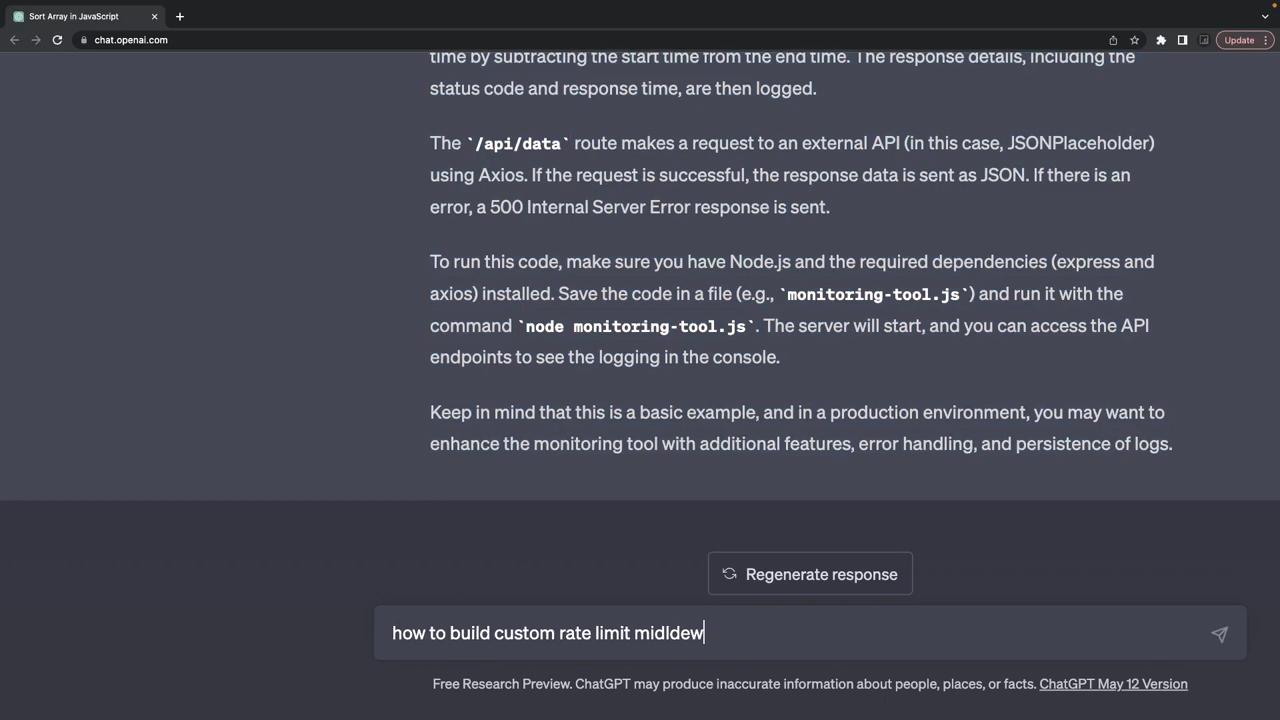 Sort Array in JavaScript
chat.openai.com
Update
time by subtracting the start time from the end time. The response details, including the
status code and response time, are then logged.
The `/api/data` route makes a request to an external API (in this case, JSONPlaceholder)
using Axios. If the request is successful, the response data is sent as JSON. If there is an
error, a 500 Internal Server Error response is sent.
To run this code, make sure you have Node.js and the required dependencies (express and
axios) installed. Save the code in a file (e.g., `monitoring-tool.js`) and run it with the
command `node monitoring-tool.js`. The server will start, and you can access the API
endpoints to see the logging in the console.
Keep in mind that this is a basic example, and in a production environment, you may want to
enhance the monitoring tool with additional features, error handling, and persistence of logs.
Regenerate response
how to build custom rate limit midldew
Free Research Preview. ChatGPT may produce inaccurate information about people, places, or facts. ChatGPT May 12 Version